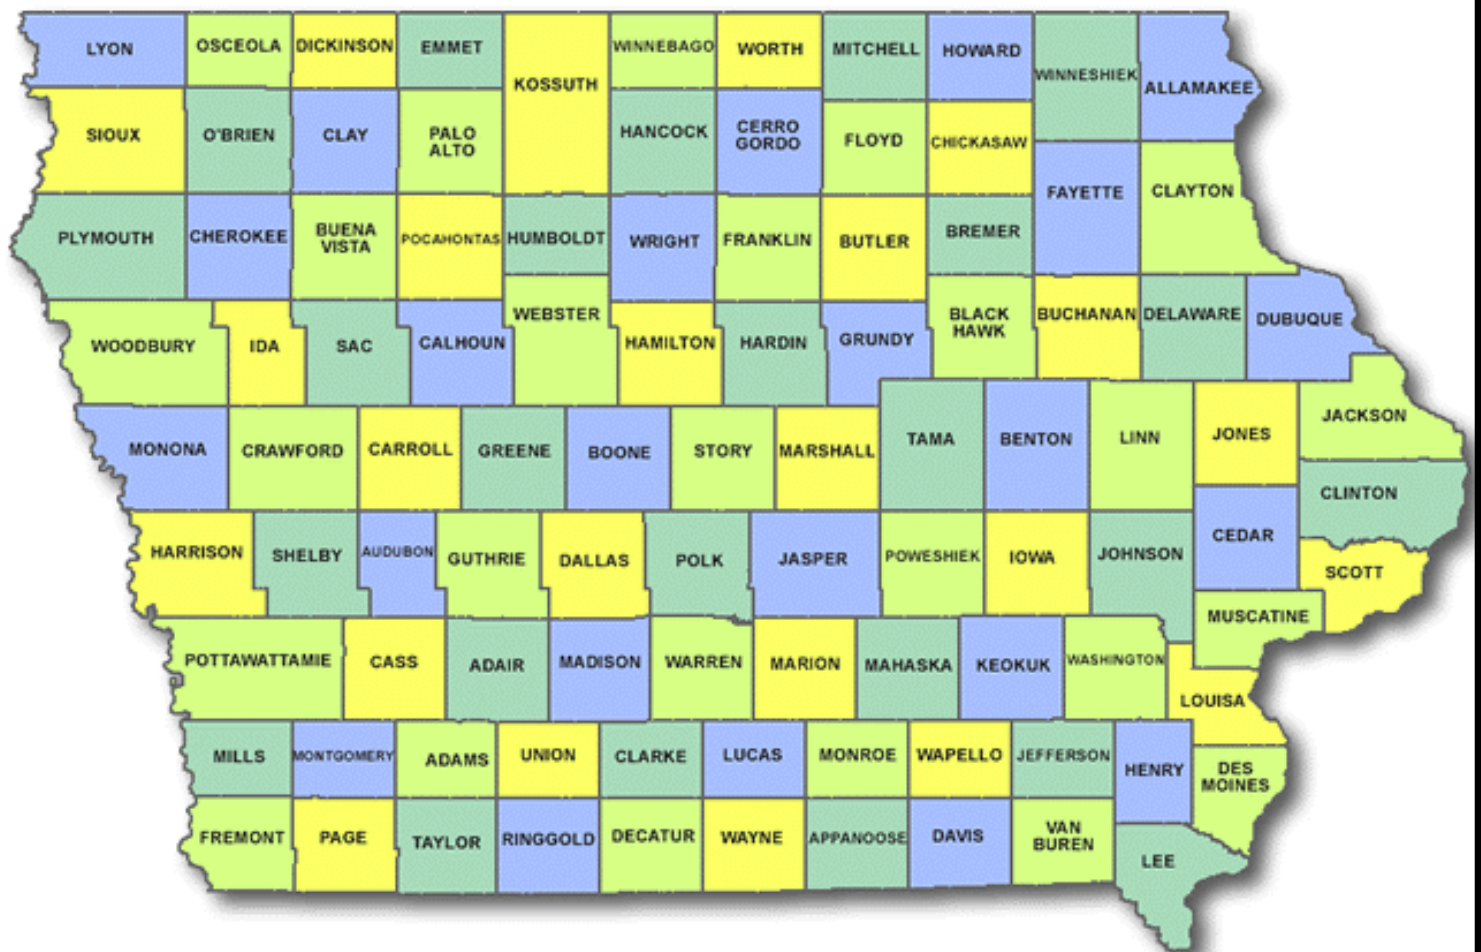 LYON
OSCEOLA
DICKINSON
EMMET
KOSSUTH
WINNEBAGO
WORTH
MITCHELL
HOWARD
WINNESHIEK
ALLAMAKEE
SIOUX
O'BRIEN
CLAY
PALO
ALTO
HANCOCK
CERRO
GORDO
FLOYD
CHICKASAW
FAYETTE
CLAYTON
PLYMOUTH
CHEROKEE
BUENA
VISTA
POCAHONTAS
HUMBOLDT
WRIGHT
FRANKLIN
BUTLER
BREMER
WOODBURY
IDA
SAC
CALHOUN
WEBSTER
HAMILTON
HARDIN
GRUNDY
BLACK
HAWK
BUCHANAN
DELAWARE
DUBUQUE
MONONA
CRAWFORD
CARROLL
GREENE
BOONE
STORY
MARSHALL
TAMA
BENTON
LINN
JONES
JACKSON
CLINTON
HARRISON
SHELBY
AUDUBON
GUTHRIE
DALLAS
POLK
JASPER
POWESHIEK
IOWA
JOHNSON
CEDAR
SCOTT
MUSCATINE
POTTAWATTAMIE
CASS
ADAIR
MADISON
WARREN
MARION
MAHASKA
KEOKUK
WASHINGTON
LOUISA
MILLS
MONTGOMERY
ADAMS
UNION
CLARKE
LUCAS
MONROE
WAPELLO
JEFFERSON
HENRY
DES
MOINES
FREMONT
PAGE
TAYLOR
RINGGOLD
DECATUR
WAYNE
APPANOOSE
DAVIS
VAN
BUREN
LEE